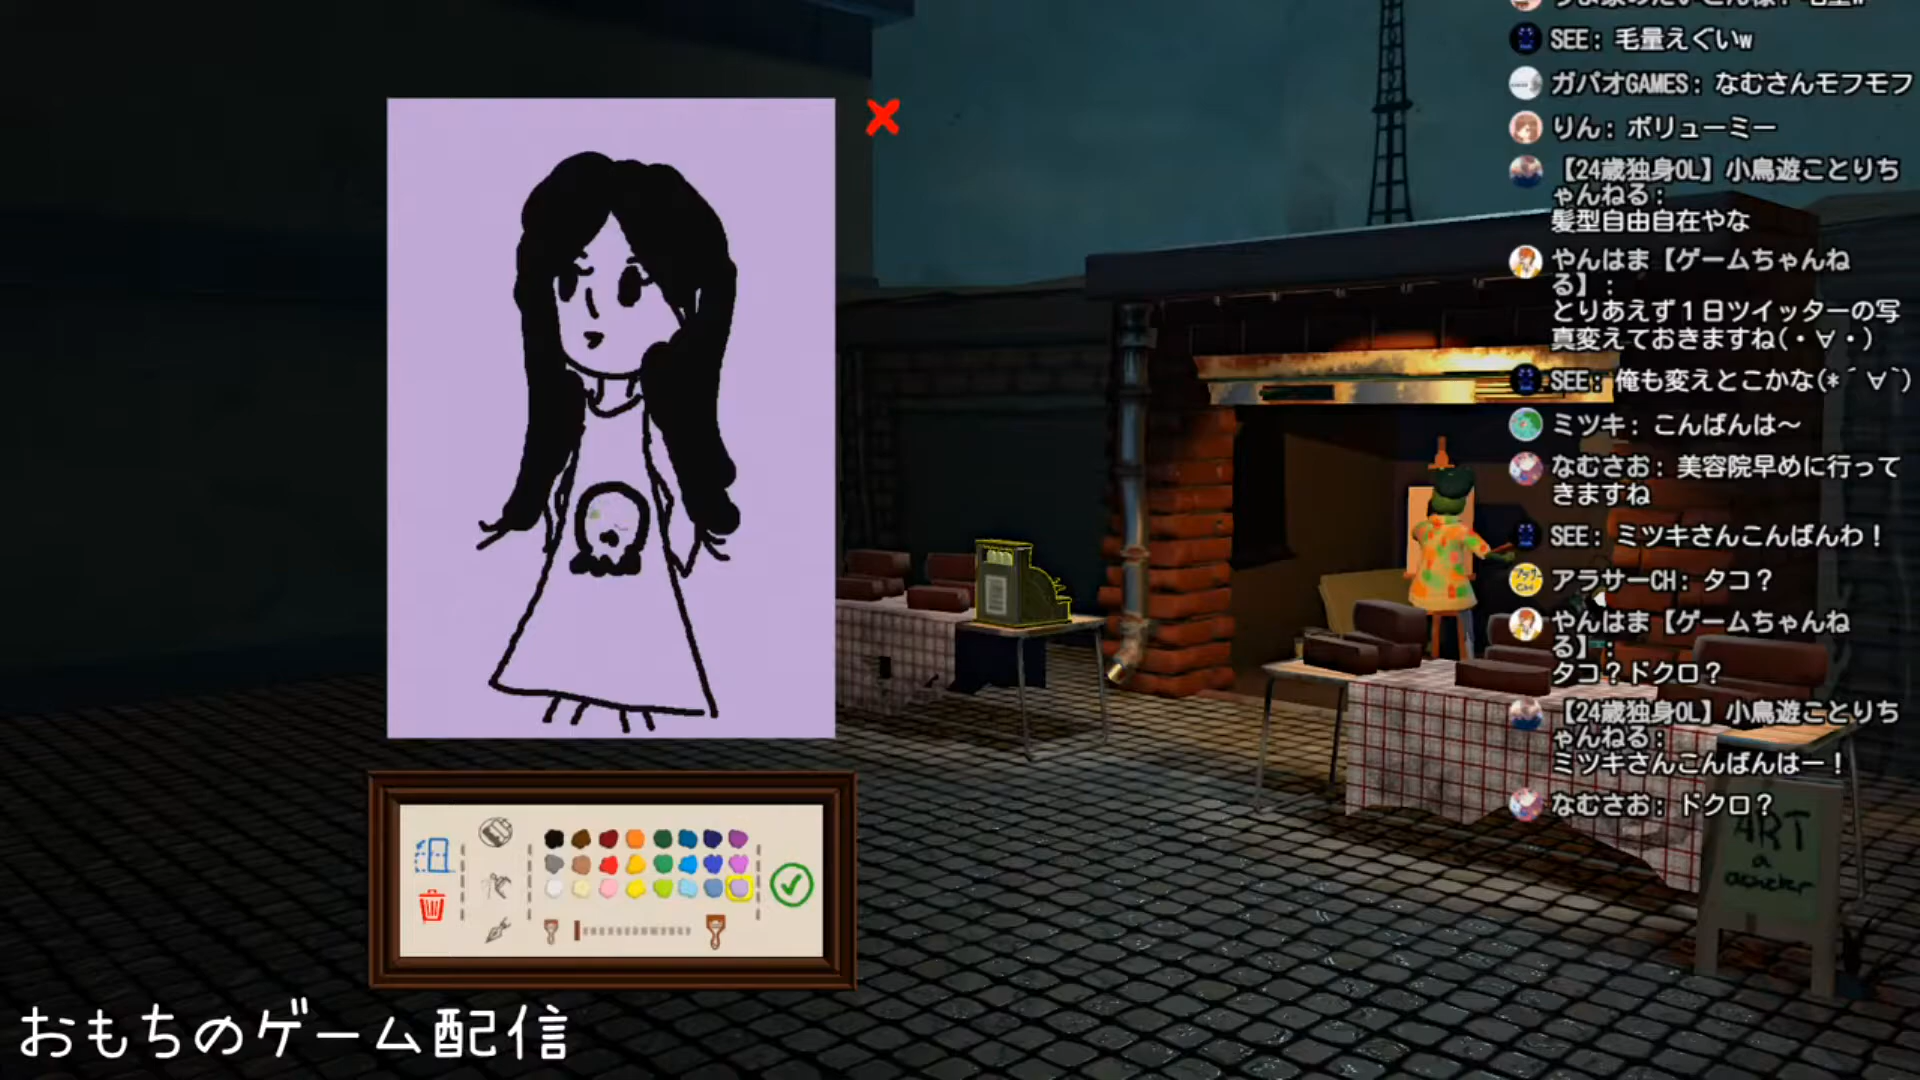 SEE: 毛量えぐいw
ガパオGAMES: なむさんモフモフ
りん: ボリューミー
【24歳独身OL】小鳥遊ことりち
ゃんねる:
髪型自由自在やな
やんはま【ゲームちゃんね
る】:
とりあえず１日ツイッターの写
真変えておきますね(・∀・)
SEE: 俺も変えとこかな(*´∀`)
ミツキ: こんばんは～
なむさお: 美容院早めに行って
きますね
SEE: ミツキさんこんばんわ！
アラサーCH: タコ？
やんはま【ゲームちゃんね
る】:
タコ？ドクロ？
【24歳独身OL】小鳥遊ことりち
ゃんねる:
ミツキさんこんばんはー！
なむさお: ドクロ？
ART
a
acheter
おもちのゲーム配信